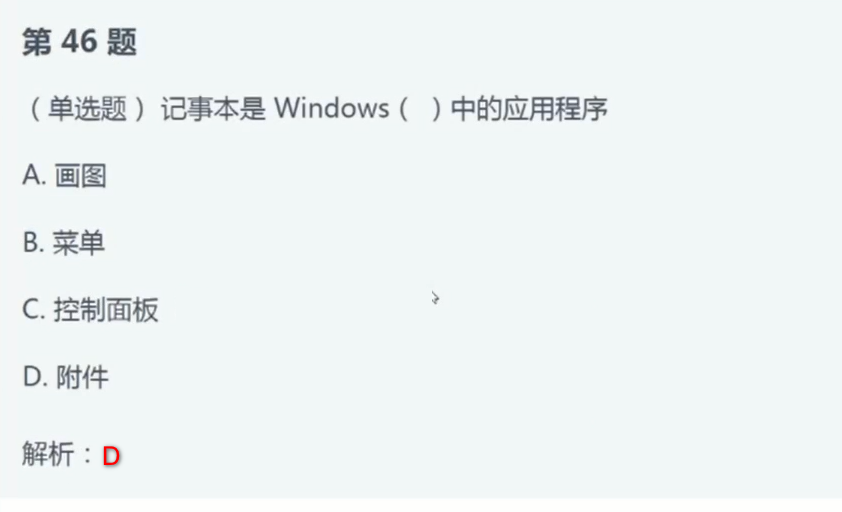 第 46 题
（单选题） 记事本是 Windows（ ）中的应用程序
A. 画图
B. 菜单
C. 控制面板
D. 附件
解析：D